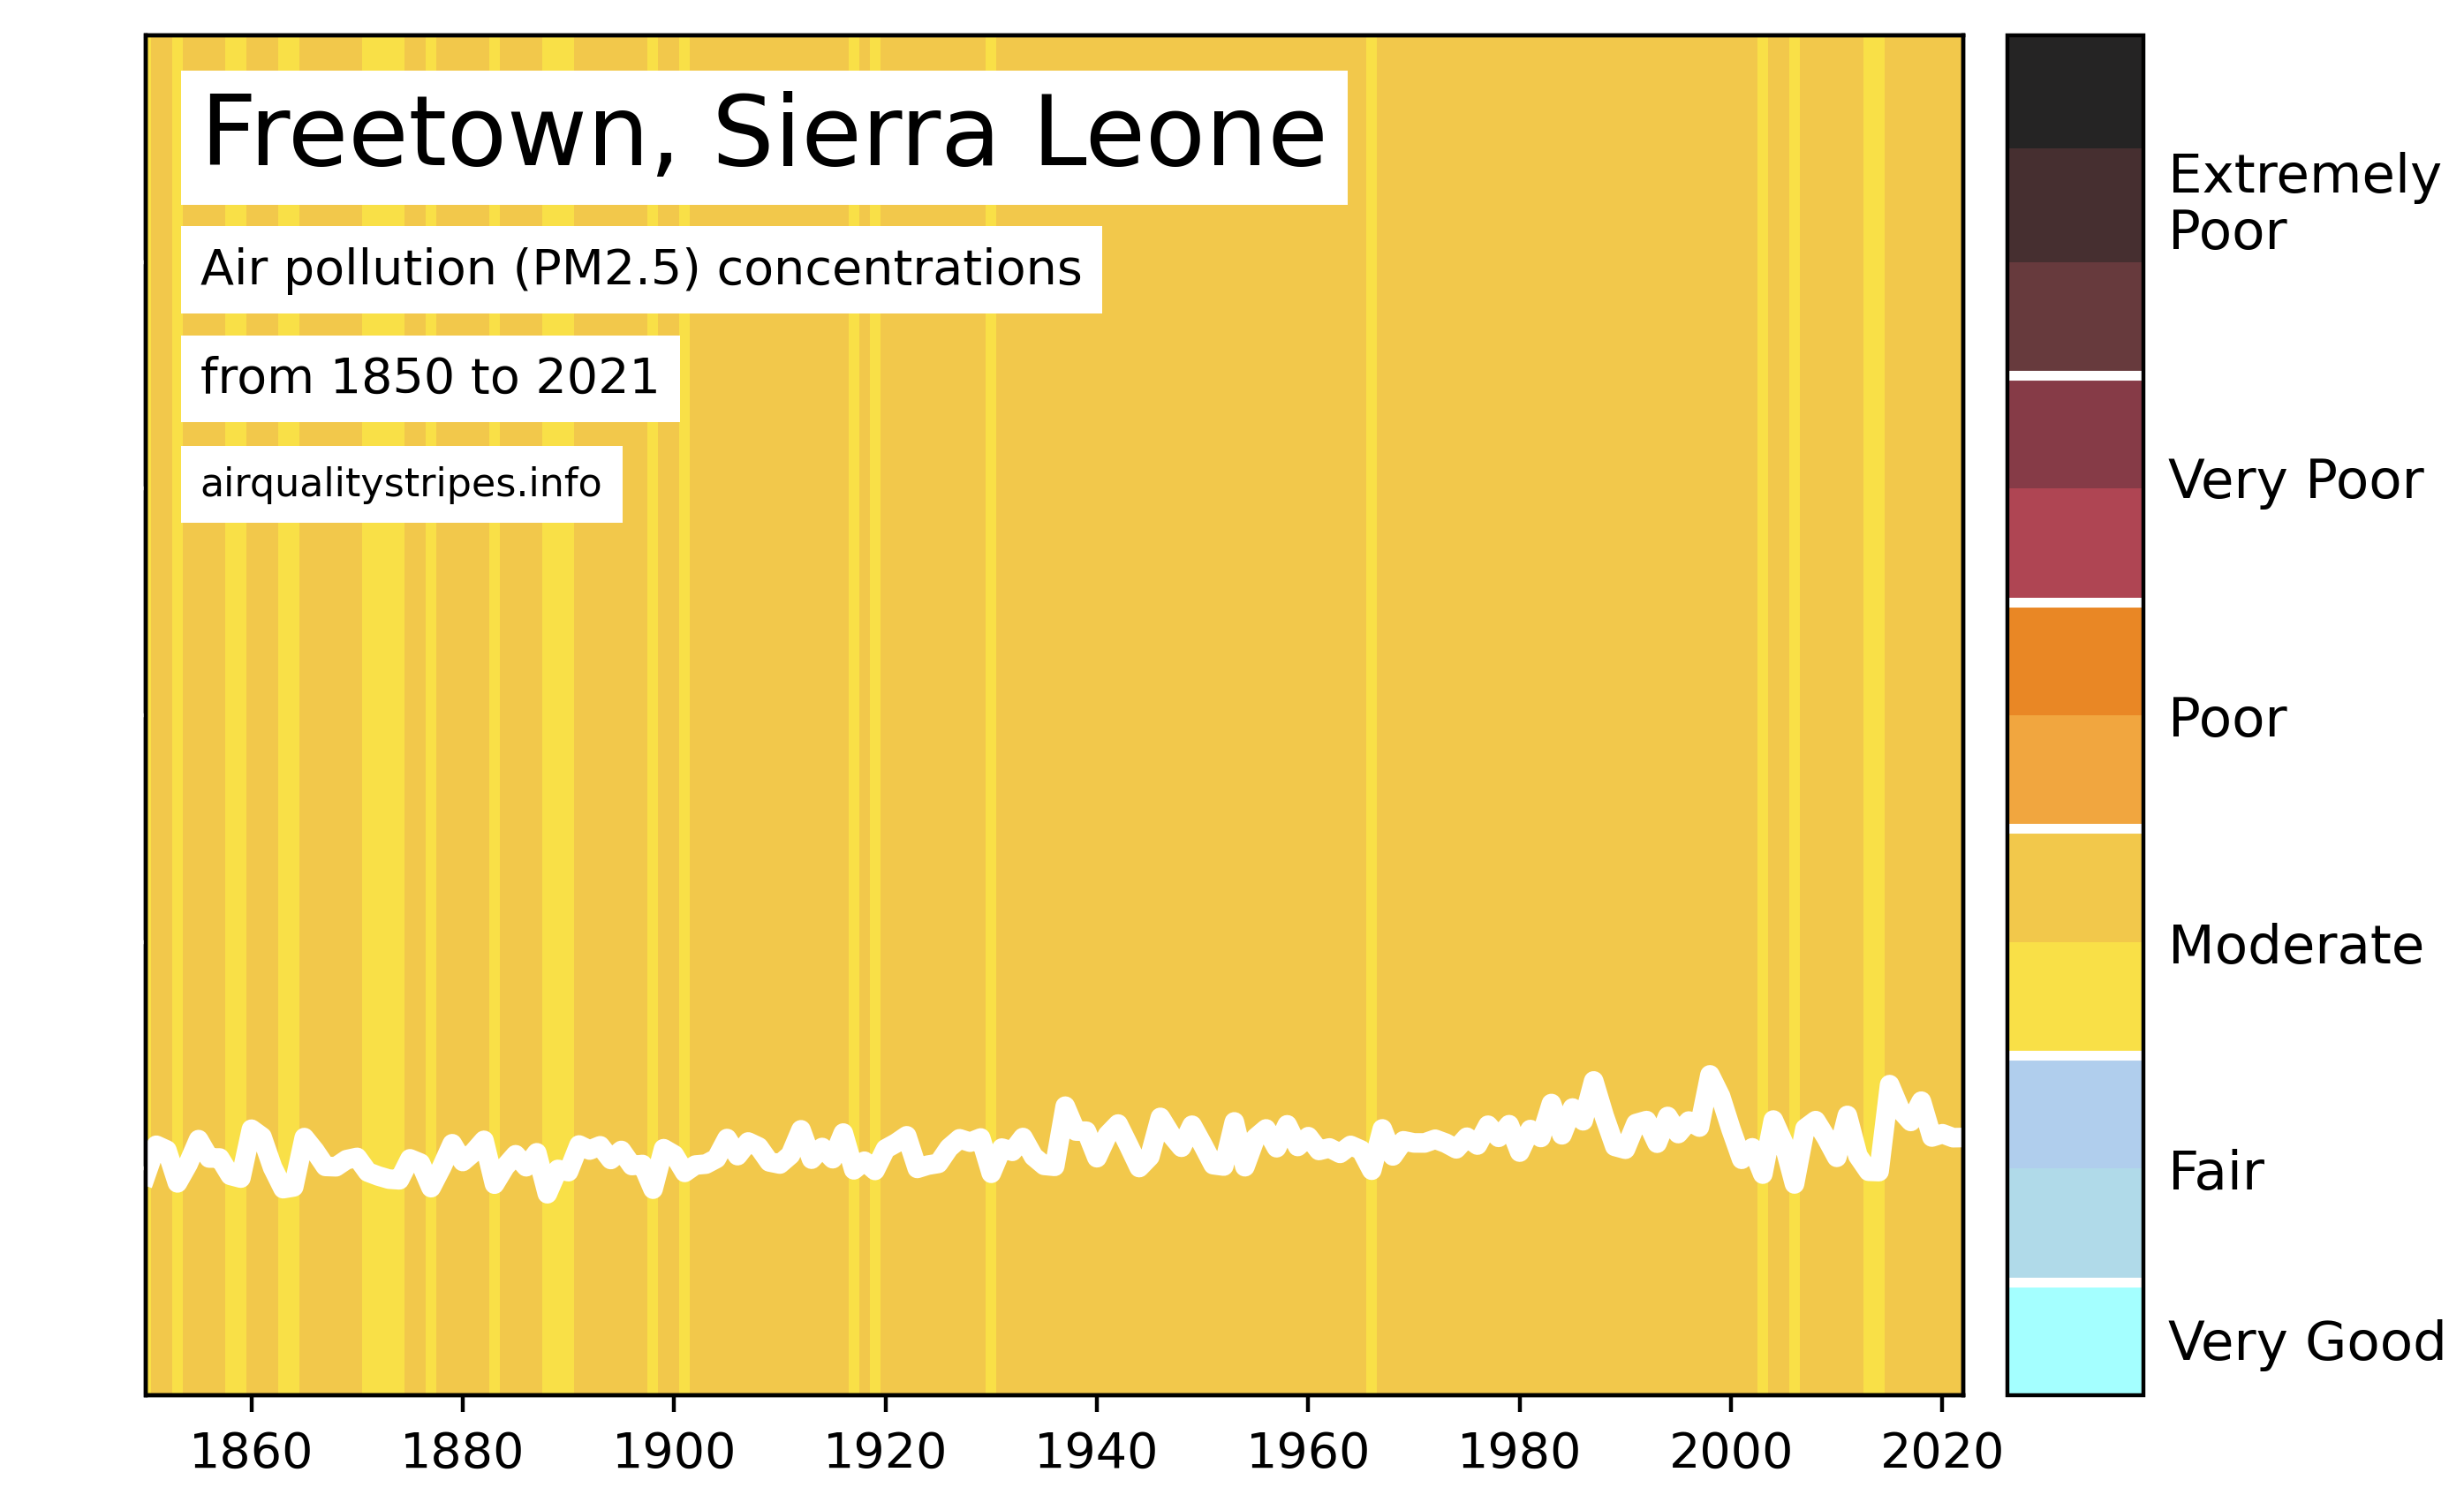 Freetown, Sierra Leone
Air pollution (PM2.5) concentrations
from 1850 to 2021
airqualitystripes.info
Extremely
Poor
Very Poor
Poor
Moderate
Fair
Very Good
1860 1880 1900 1920 1940 1960 1980 2000 2020